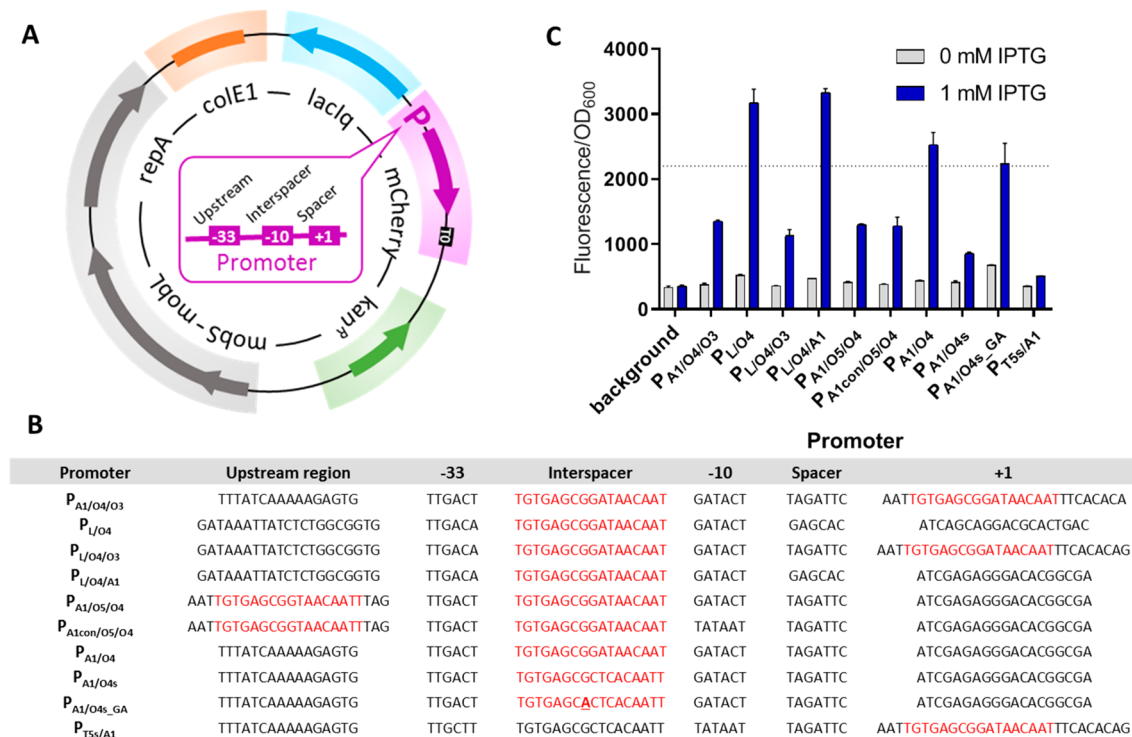 A
colE1
lacIq
repA
P
mCherry
T0
Upstream
Interspacer
Spacer
-33 -10 +1
Promoter
mobS - mobL
kanR
C
Fluorescence/OD600
4000
3000
2000
1000
0
0 mM IPTG
1 mM IPTG
background
PA1/O4/O3
PL/O4
PL/O4/O3
PL/O4/A1
PA1/O5/O4
PA1con/O5/O4
PA1/O4
PA1/O4s
PA1/O4s_GA
PT5s/A1
Promoter
B
Promoter Upstream region -33 Interspacer -10 Spacer +1
PA1/O4/O3 TTTATCAAAAAGAGTG TTGACT TGTGAGCGGATAACAAT GATACT TAGATTC AATTGTGAGCGGATAACAATTTCACACA
PL/O4 GATAAATTATCTCTGGCGGTG TTGACA TGTGAGCGGATAACAAT GATACT GAGCAC ATCAGCAGGACGCACTGAC
PL/O4/O3 GATAAATTATCTCTGGCGGTG TTGACA TGTGAGCGGATAACAAT GATACT TAGATTC AATTGTGAGCGGATAACAATTTCACACAG
PL/O4/A1 GATAAATTATCTCTGGCGGTG TTGACA TGTGAGCGGATAACAAT GATACT GAGCAC ATCGAGAGGGACACGGCGA
PA1/O5/O4 AATTGTGAGCGGTAACAATTTAG TTGACT TGTGAGCGGATAACAAT GATACT TAGATTC ATCGAGAGGGACACGGCGA
PA1con/O5/O4 AATTGTGAGCGGTAACAATTTAG TTGACT TGTGAGCGGATAACAAT TATAAT TAGATTC ATCGAGAGGGACACGGCGA
PA1/O4 TTTATCAAAAAGAGTG TTGACT TGTGAGCGGATAACAAT GATACT TAGATTC ATCGAGAGGGACACGGCGA
PA1/O4s TTTATCAAAAAGAGTG TTGACT TGTGAGCGCTCACAATT GATACT TAGATTC ATCGAGAGGGACACGGCGA
PA1/O4s_GA TTTATCAAAAAGAGTG TTGACT TGTGAGCACTCACAATT GATACT TAGATTC ATCGAGAGGGACACGGCGA
PT5s/A1 TTTATCAAAAAGAGTG TTGCTT TGTGAGCGCTCACAATT TATAAT TAGATTC AATTGTGAGCGGATAACAATTTCACACAG